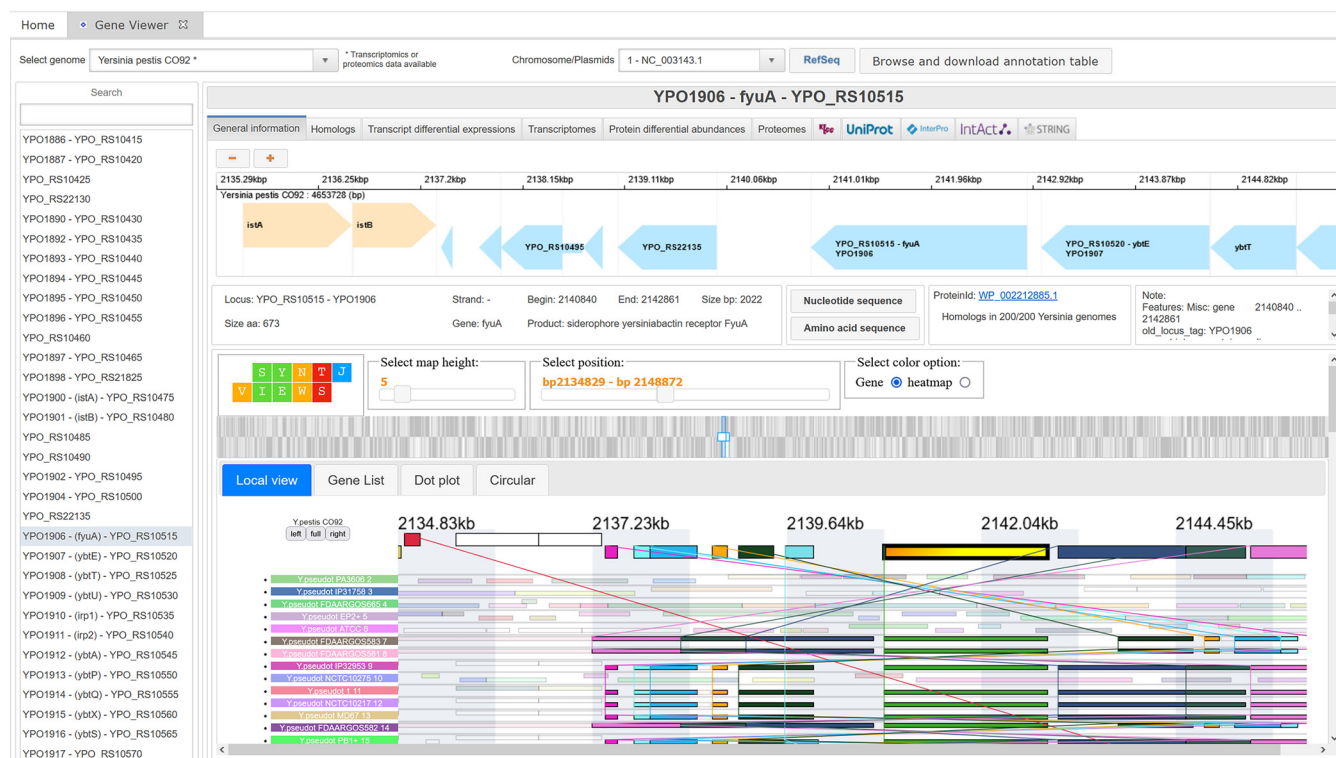 Home
Gene Viewer
Select genome
Yersinia pestis CO92 *
* Transcriptomics or
proteomics data available
Chromosome/Plasmids
1 - NC_003143.1
RefSeq
Browse and download annotation table
Search
YPO1886 - YPO_RS10415
YPO1887 - YPO_RS10420
YPO_RS10425
YPO_RS22130
YPO1890 - YPO_RS10430
YPO1892 - YPO_RS10435
YPO1893 - YPO_RS10440
YPO1894 - YPO_RS10445
YPO1895 - YPO_RS10450
YPO1896 - YPO_RS10455
YPO_RS10460
YPO1897 - YPO_RS10465
YPO1898 - YPO_RS21825
YPO1900 - (istA) - YPO_RS10475
YPO1901 - (istB) - YPO_RS10480
YPO_RS10485
YPO_RS10490
YPO1902 - YPO_RS10495
YPO1904 - YPO_RS10500
YPO_RS22135
YPO1906 - (fyuA) - YPO_RS10515
YPO1907 - (ybtE) - YPO_RS10520
YPO1908 - (ybtT) - YPO_RS10525
YPO1909 - (ybtU) - YPO_RS10530
YPO1910 - (irp1) - YPO_RS10535
YPO1911 - (irp2) - YPO_RS10540
YPO1912 - (ybtA) - YPO_RS10545
YPO1913 - (ybtP) - YPO_RS10550
YPO1914 - (ybtQ) - YPO_RS10555
YPO1915 - (ybtX) - YPO_RS10560
YPO1916 - (ybtS) - YPO_RS10565
YPO1917 - YPO_RS10570
YPO1906 - fyuA - YPO_RS10515
General information
Homologs
Transcript differential expressions
Transcriptomes
Protein differential abundances
Proteomes
UniProt
InterPro
IntAct
STRING
2135.29kbp 2136.25kbp 2137.2kbp 2138.15kbp 2139.11kbp 2140.06kbp 2141.01kbp 2141.96kbp 2142.92kbp 2143.87kbp 2144.82kbp
Yersinia pestis CO92 : 4653728 (bp)
istA
istB
YPO_RS10495
YPO_RS22135
YPO_RS10515 - fyuA
YPO1906
YPO_RS10520 - ybtE
YPO1907
ybtT
Locus: YPO_RS10515 - YPO1906
Strand: -
Begin: 2140840
End: 2142861
Size bp: 2022
Size aa: 673
Gene: fyuA
Product: siderophore yersiniabactin receptor FyuA
Nucleotide sequence
Amino acid sequence
ProteinId: WP_002212885.1
Homologs in 200/200 Yersinia genomes
Note:
Features: Misc: gene 2140840 ..
2142861
old_locus_tag: YPO1906
SYNTJ
VIEWS
Select map height:
5
Select position:
bp2134829 - bp 2148872
Select color option:
Gene
heatmap
Local view
Gene List
Dot plot
Circular
Y.pestis CO92
left full right
2134.83kb 2137.23kb 2139.64kb 2142.04kb 2144.45kb
Y.pseudot PA3606 2
Y.pseudot IP31758 3
Y.pseudot FDAARGOS665 4
Y.pseudot EP2+ 5
Y.pseudot ATCC 6
Y.pseudot FDAARGOS583 7
Y.pseudot FDAARGOS581 8
Y.pseudot IP32953 9
Y.pseudot NCTC10275 10
Y.pseudot 1 11
Y.pseudot NCTC10217 12
Y.pseudot MD67 13
Y.pseudot FDAARGOS582 14
Y.pseudot PB1+ 15